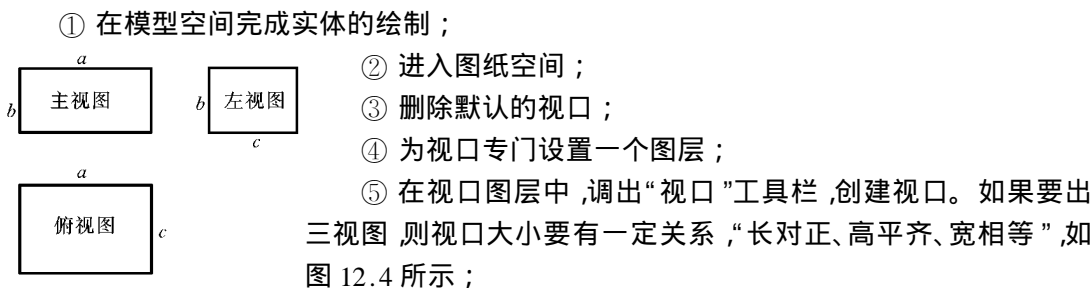 ① 在模型空间完成实体的绘制；
② 进入图纸空间；
③ 删除默认的视口；
④ 为视口专门设置一个图层；
⑤ 在视口图层中,调出“视口”工具栏,创建视口。如果要出
三视图,则视口大小要有一定关系,“长对正、高平齐、宽相等”,如
图 12.4 所示；
a
b 主视图
b 左视图
c
a
俯视图 c